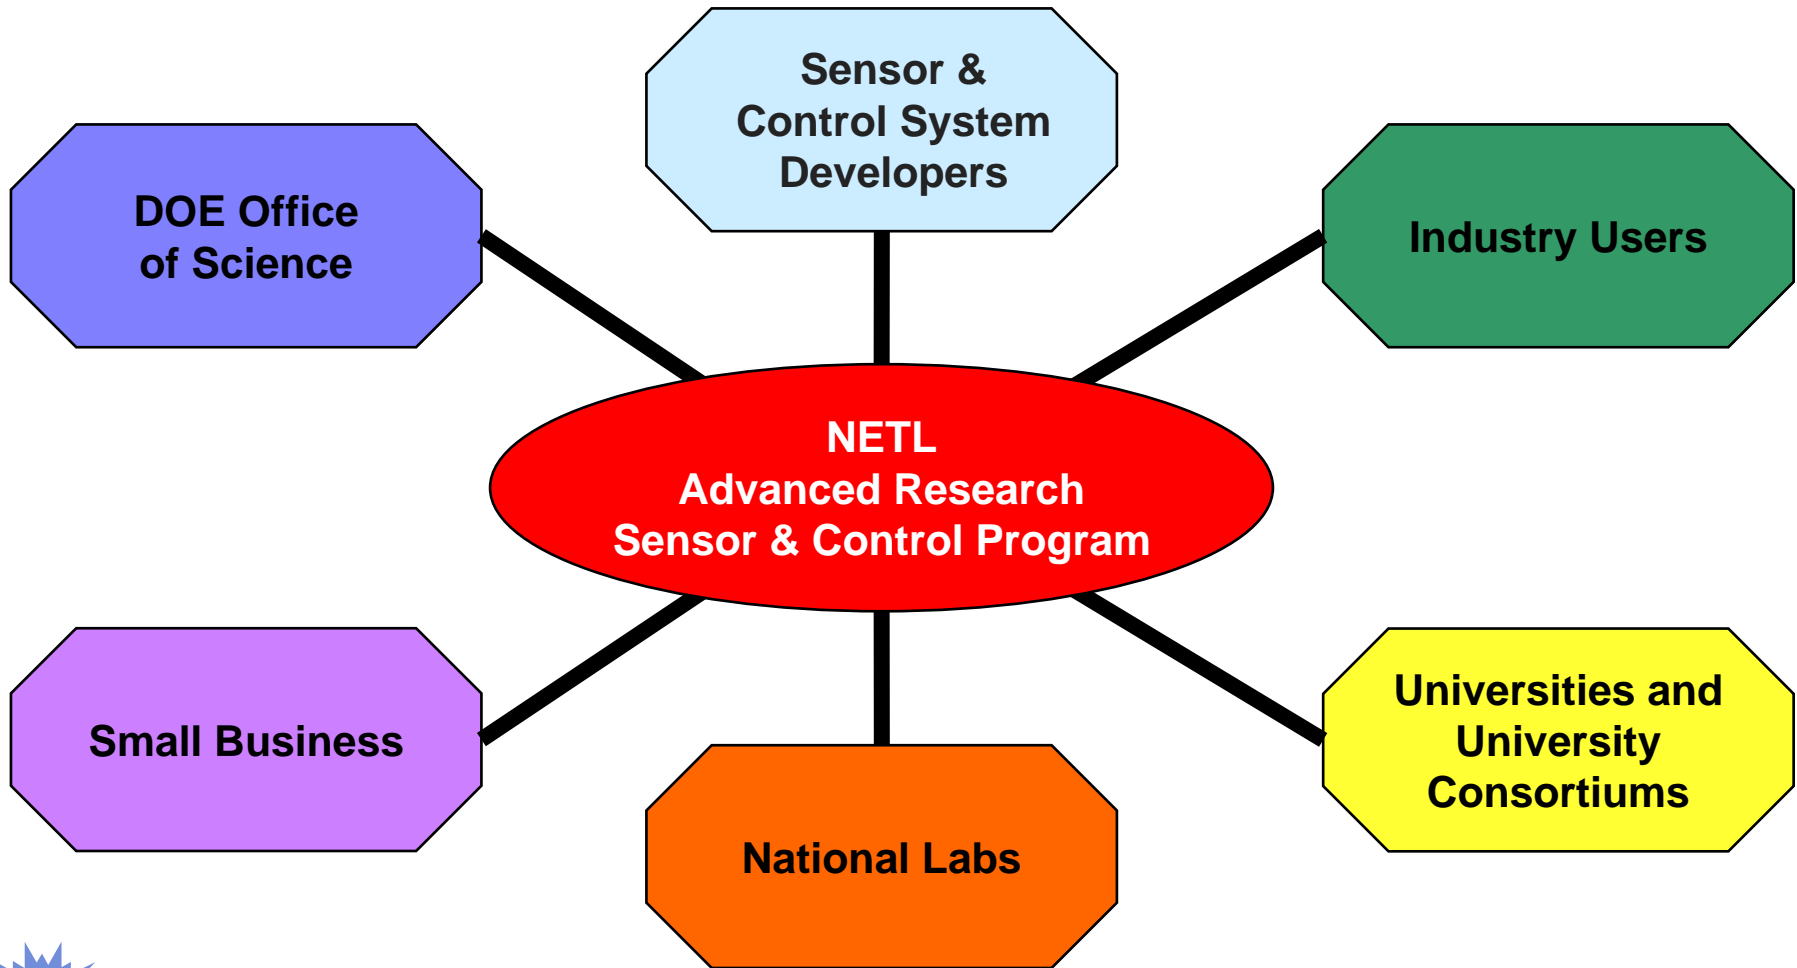 Sensor &
Control System
Developers
DOE Office
of Science
Industry Users
NETL
Advanced Research
Sensor & Control Program
Small Business
Universities and
University
Consortiums
National Labs